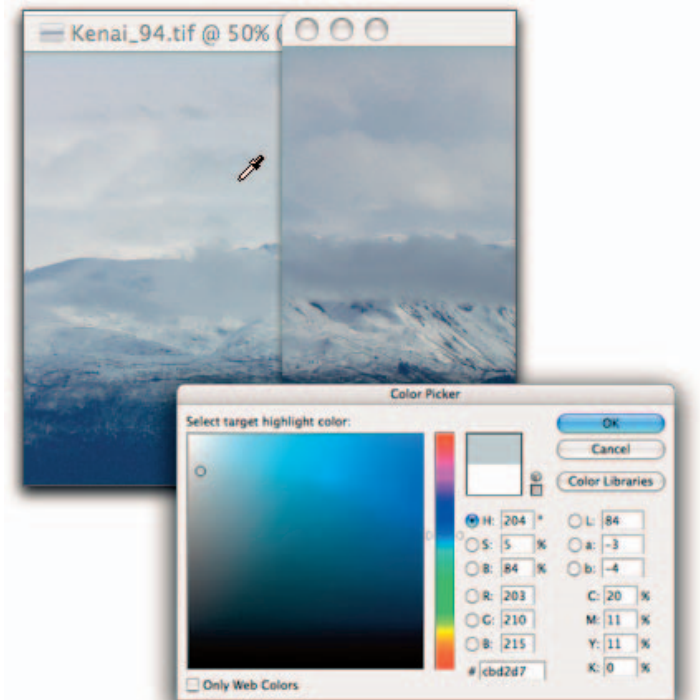 Kenai_94.tif @ 50% (
Color Picker
Select target highlight color:
OK
Cancel
Color Libraries
H: 204 °
S: 5 %
B: 84 %
R: 203
G: 210
B: 215
# cbd2d7
L: 84
a: -3
b: -4
C: 20 %
M: 11 %
Y: 11 %
K: 0 %
Only Web Colors